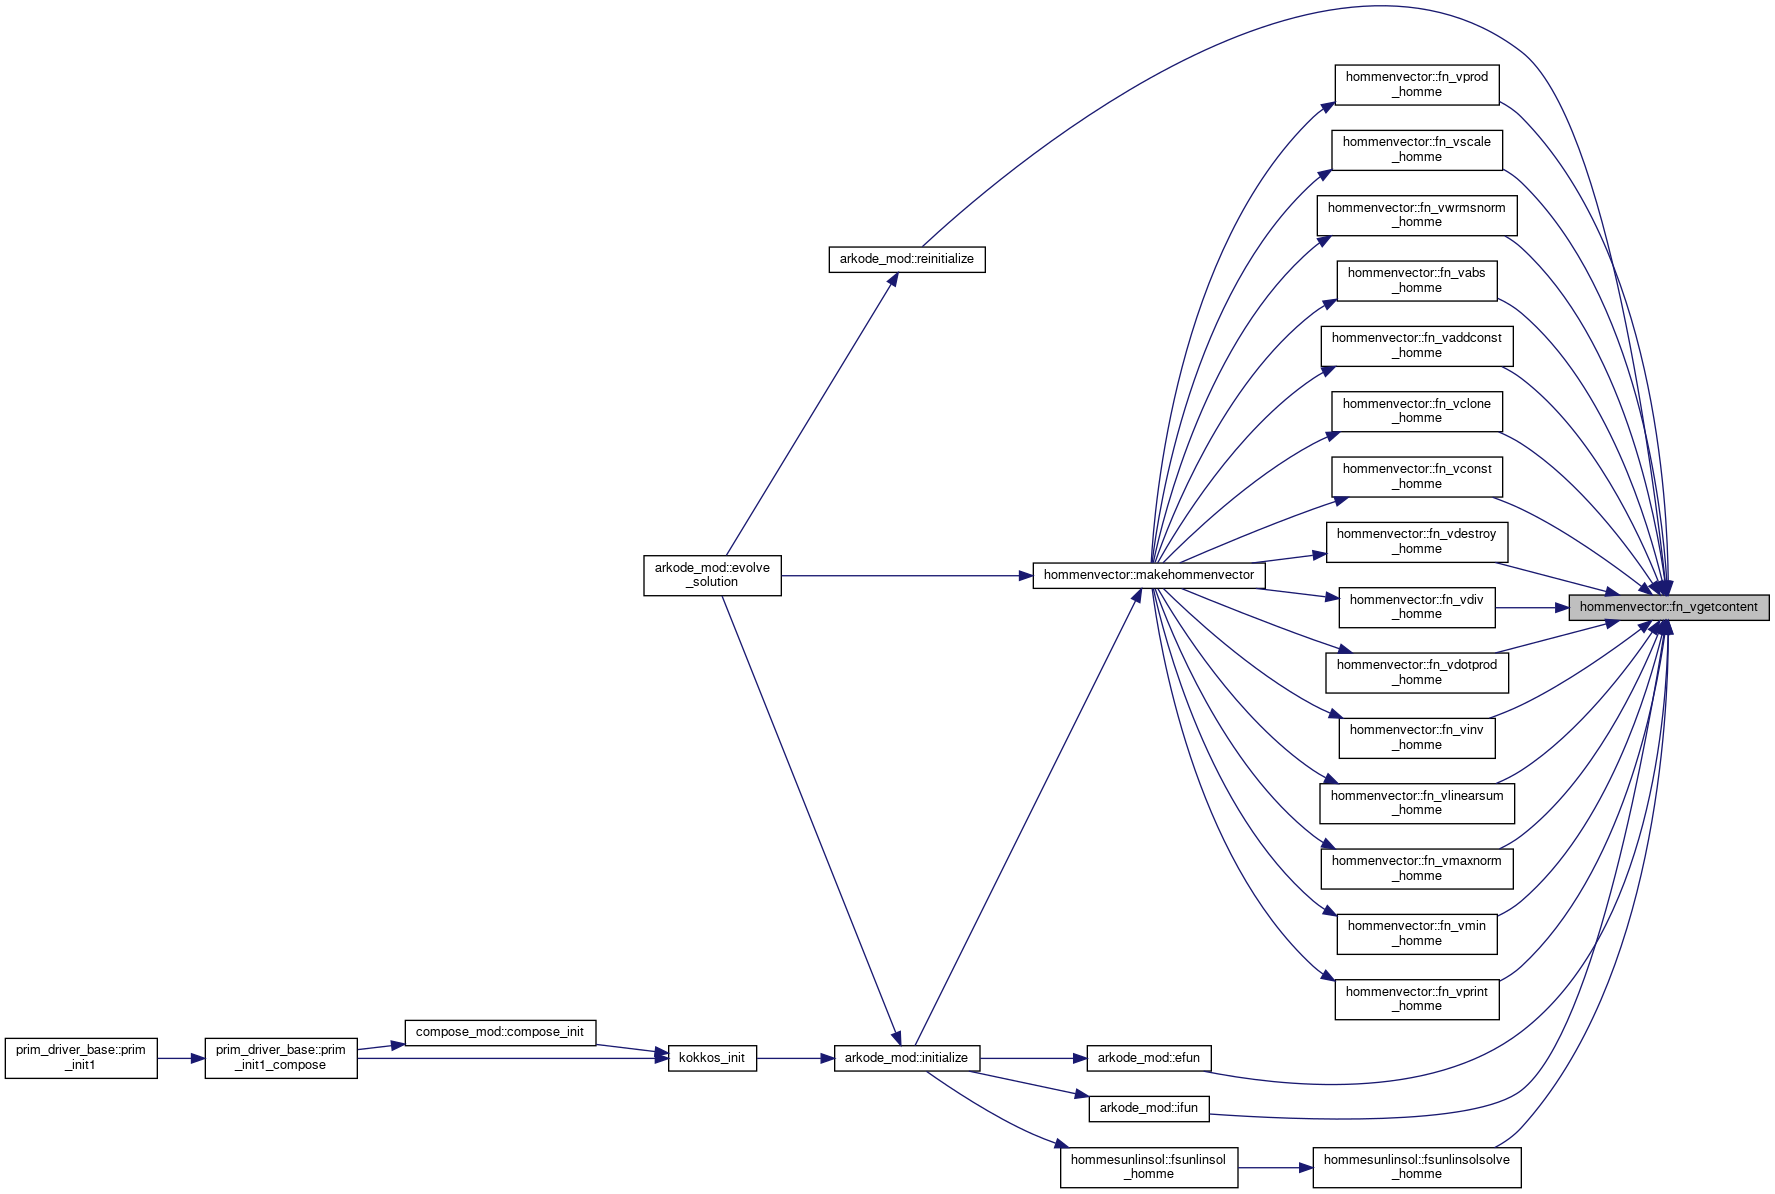 hommenvector::fn_vprod
_homme
hommenvector::fn_vscale
_homme
hommenvector::fn_vwrmsnorm
_homme
arkode_mod::reinitialize
hommenvector::fn_vabs
_homme
hommenvector::fn_vaddconst
_homme
hommenvector::fn_vclone
_homme
hommenvector::fn_vconst
_homme
hommenvector::fn_vdestroy
_homme
arkode_mod::evolve
_solution
hommenvector::makehommenvector
hommenvector::fn_vdiv
_homme
hommenvector::fn_vgetcontent
hommenvector::fn_vdotprod
_homme
hommenvector::fn_vinv
_homme
hommenvector::fn_vlinearsum
_homme
hommenvector::fn_vmaxnorm
_homme
hommenvector::fn_vmin
_homme
hommenvector::fn_vprint
_homme
compose_mod::compose_init
prim_driver_base::prim
_init1
prim_driver_base::prim
_init1_compose
kokkos_init
arkode_mod::initialize
arkode_mod::efun
arkode_mod::ifun
hommesunlinsol::fsunlinsol
_homme
hommesunlinsol::fsunlinsolsolve
_homme